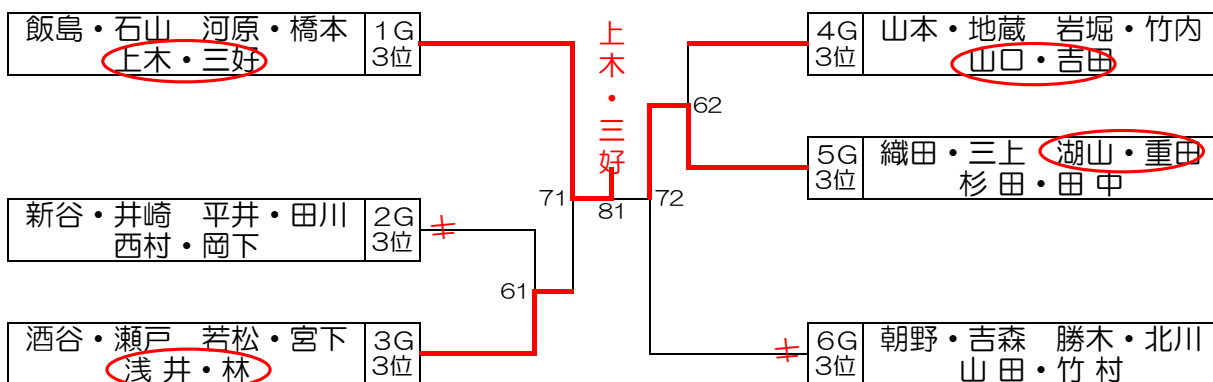 飯島・石山 河原・橋本
上木・三好
1G
3位
新谷・井崎 平井・田川
西村・岡下
2G
3位
酒谷・瀬戸 若松・宮下
浅 井・林
3G
3位
71
61
上木・三好
81
72
62
4G
3位
山本・地蔵 岩堀・竹内
山口・吉田
5G
3位
織田・三上 湖山・重田
杉 田・田 中
6G
3位
朝野・吉森 勝木・北川
山 田・竹 村